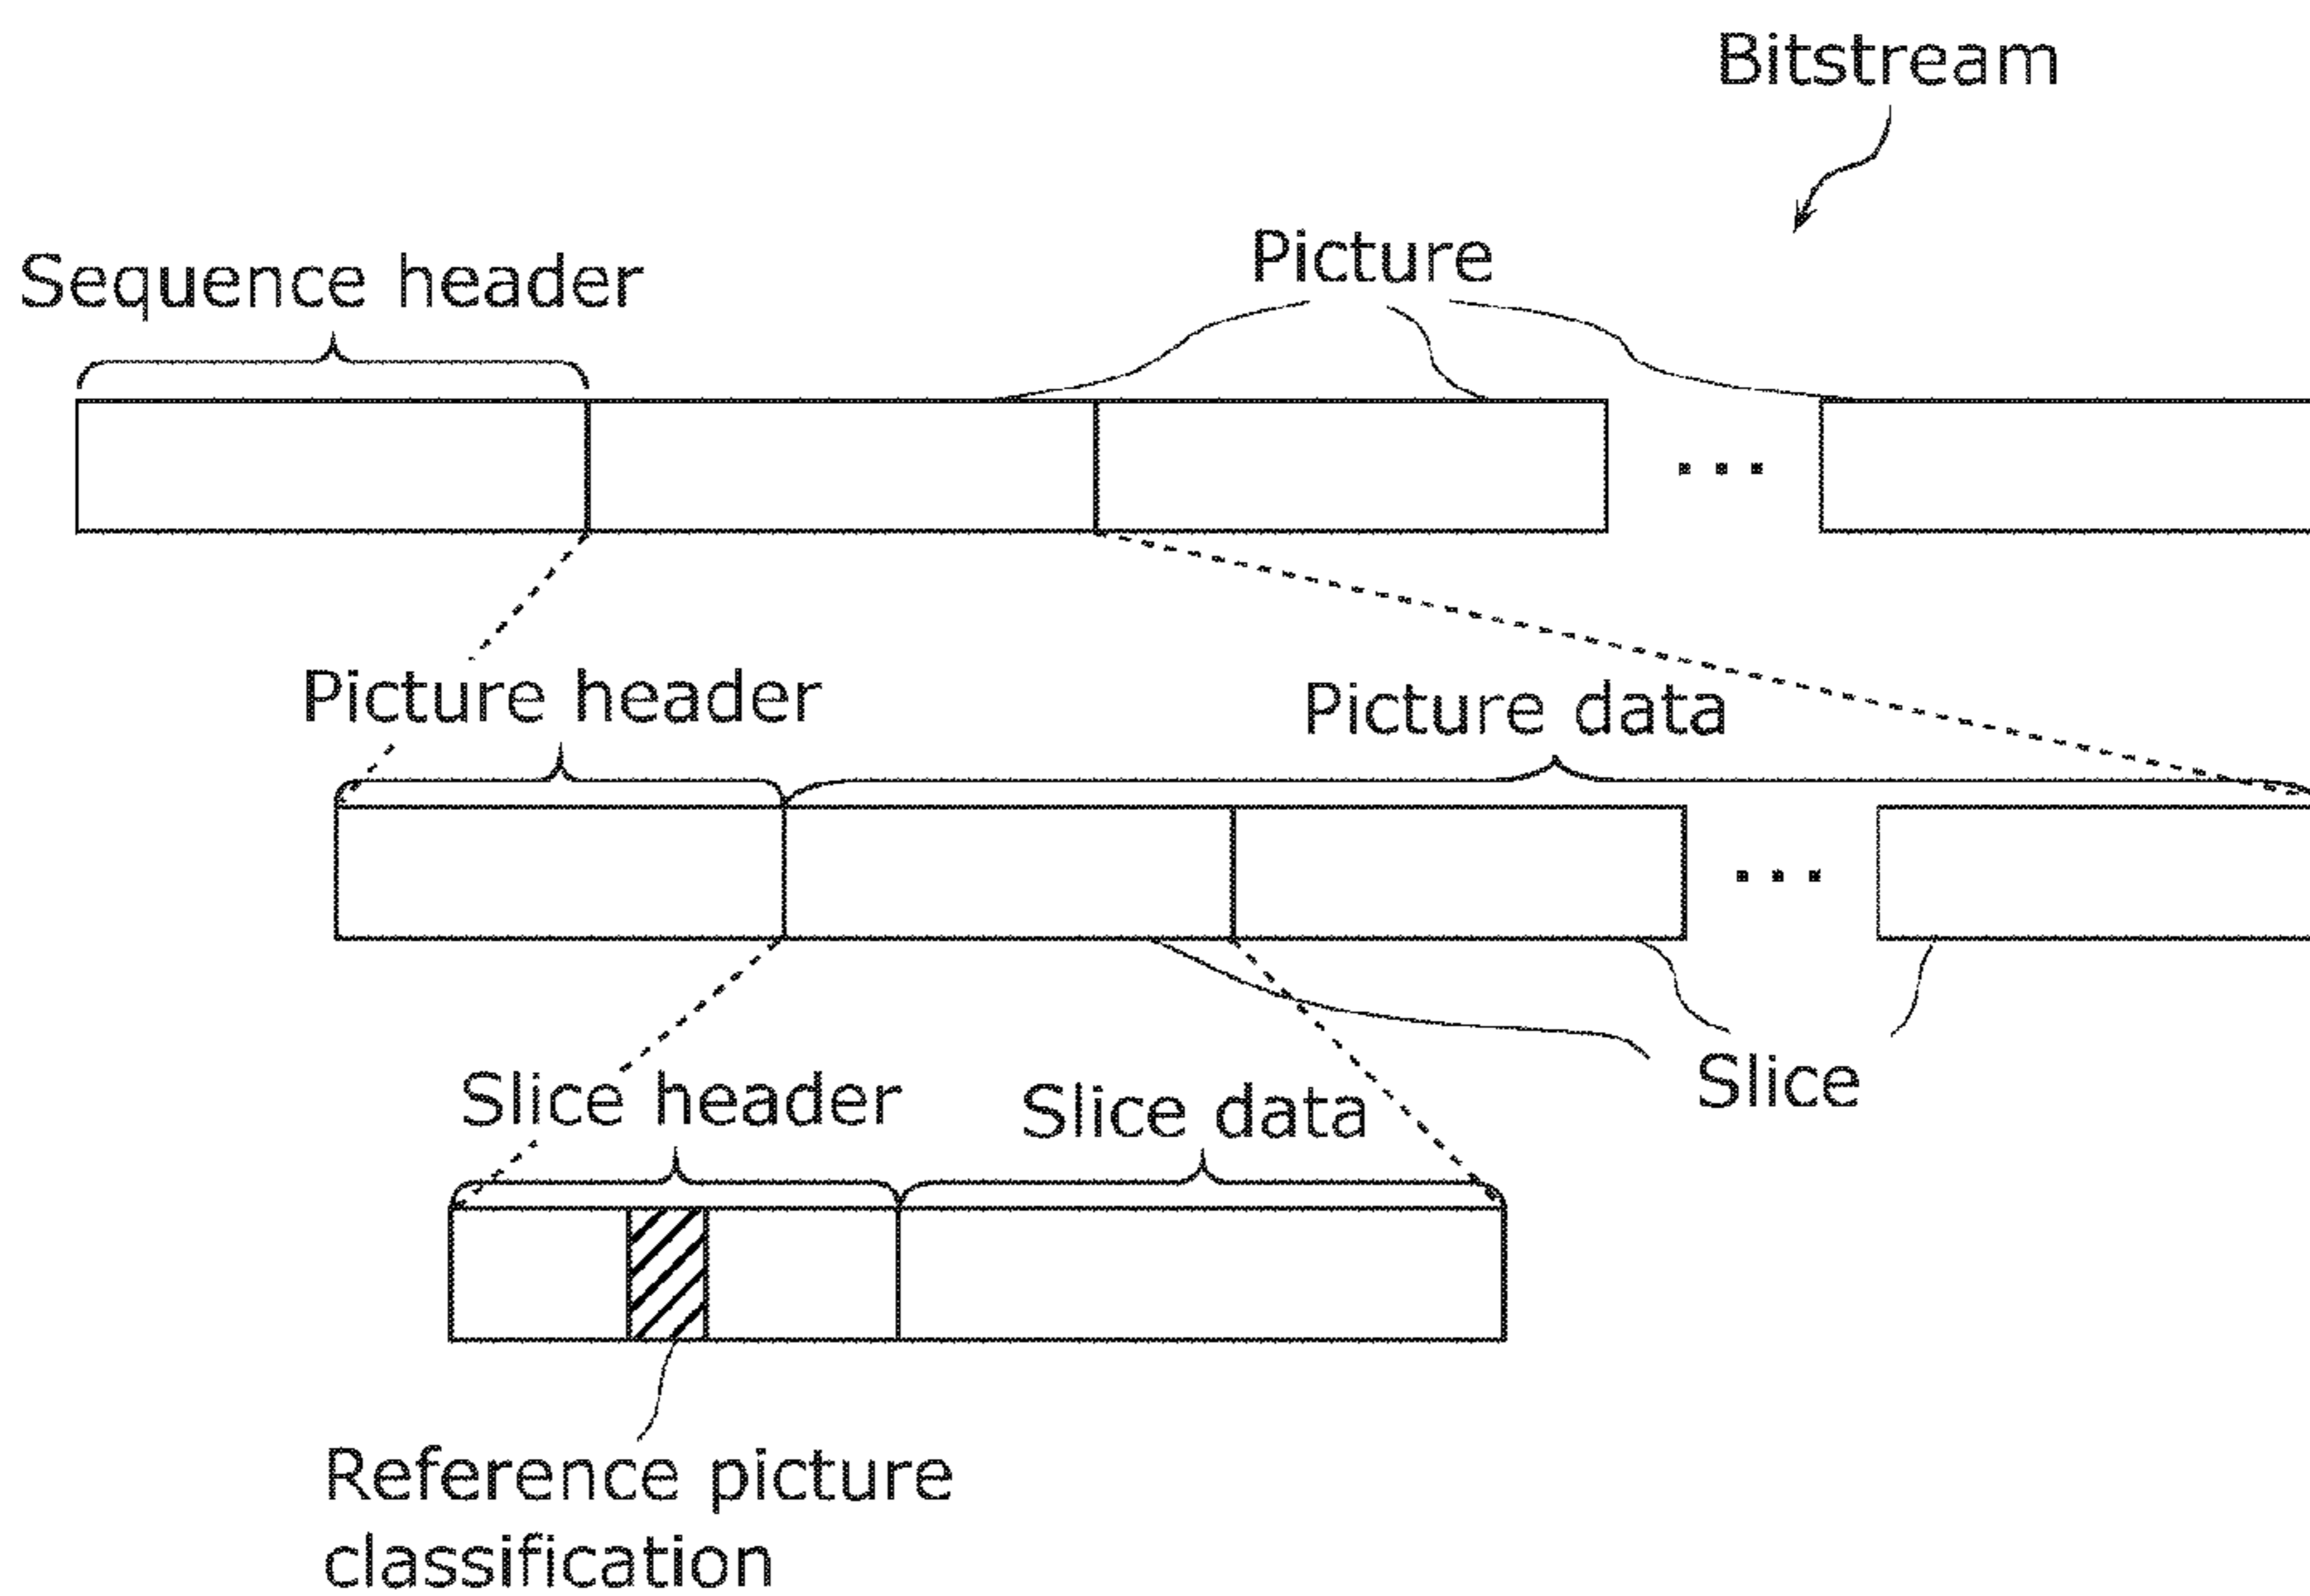 Bitstream
Picture
Sequence header
...
Picture header
Picture data
...
Slice header
Slice data
Slice
Reference picture
classification